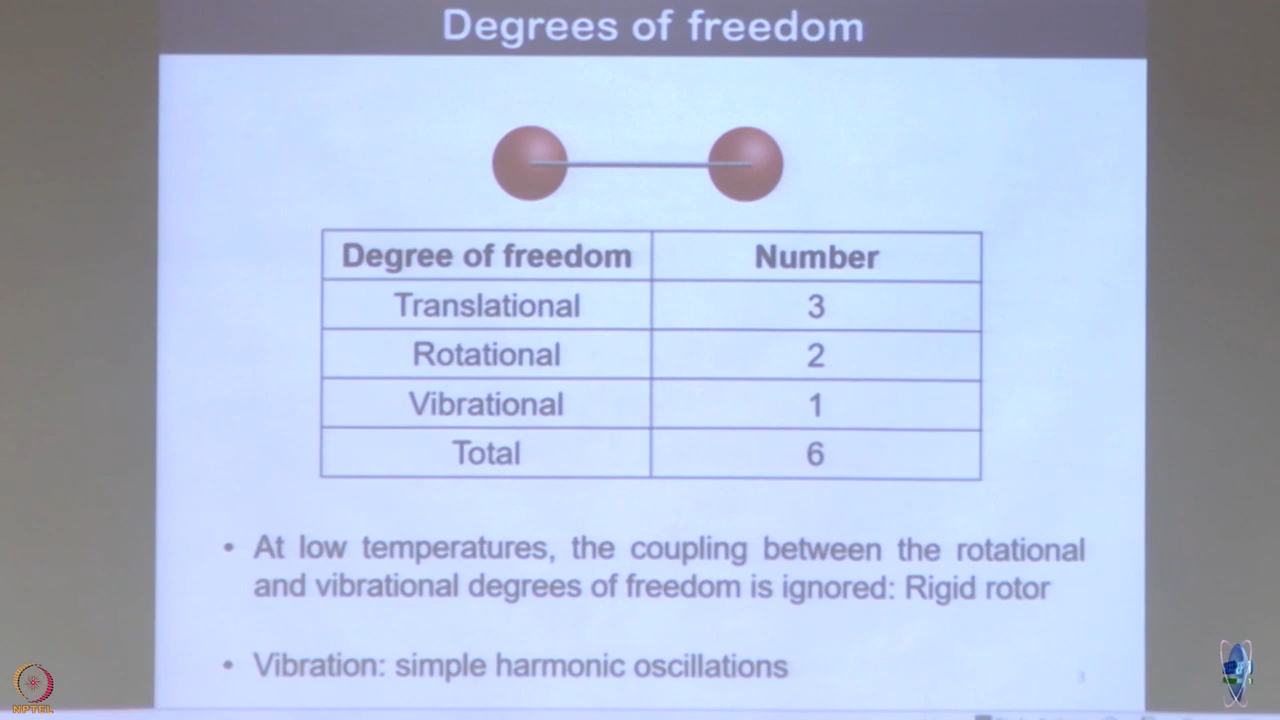 Degrees of freedom
Degree of freedom Number
Translational 3
Rotational 2
Vibrational 1
Total 6
• At low temperatures, the coupling between the rotational
and vibrational degrees of freedom is ignored: Rigid rotor
• Vibration: simple harmonic oscillations
3
NPTEL